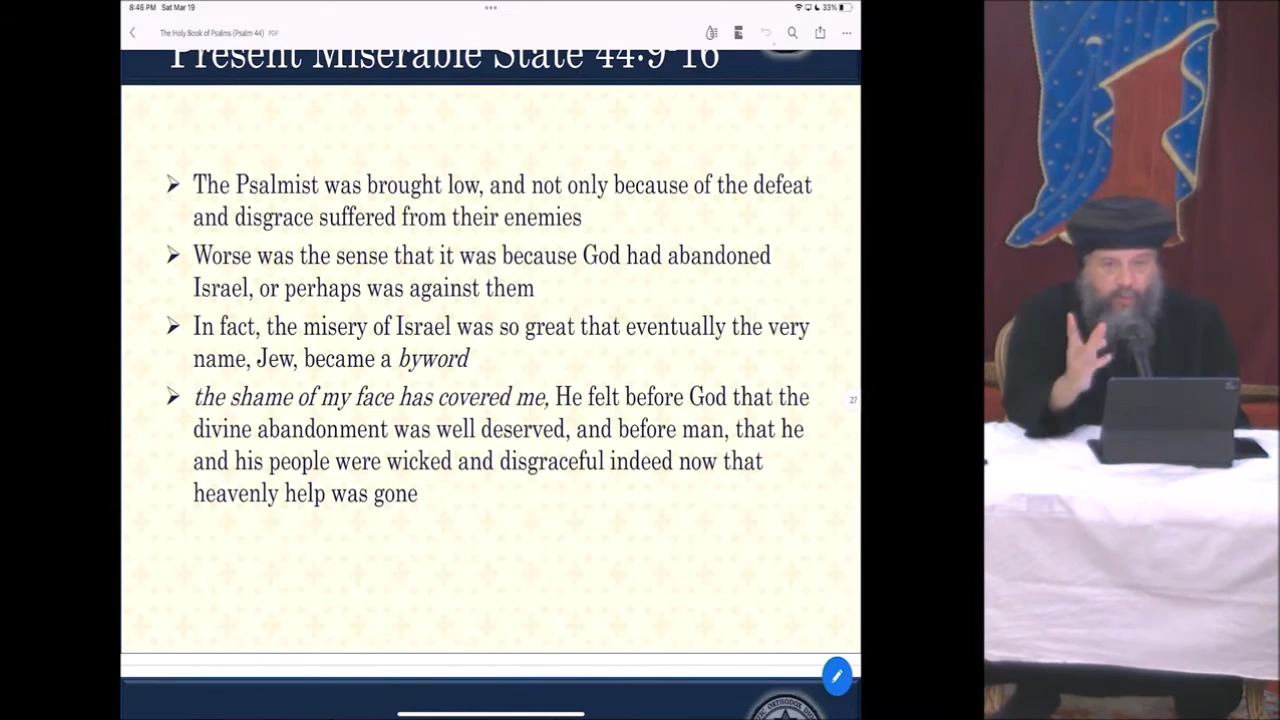 8:46 PM Sat Mar 19
33%
The Holy Book of Psalms (Psalm 44) PDF
Present Miserable State 44:9-16
The Psalmist was brought low, and not only because of the defeat
and disgrace suffered from their enemies
Worse was the sense that it was because God had abandoned
Israel, or perhaps was against them
In fact, the misery of Israel was so great that eventually the very
name, Jew, became a byword
the shame of my face has covered me, He felt before God that the
divine abandonment was well deserved, and before man, that he
and his people were wicked and disgraceful indeed now that
heavenly help was gone
27
ORTHODOX